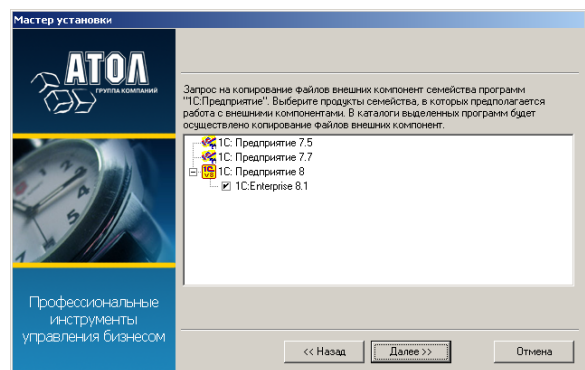 Мастер установки
АТОЛ
ГРУППА КОМПАНИЙ
Запрос на копирование файлов внешних компонент семейства программ
"1С:Предприятие". Выберите продукты семейства, в которых предполагается
работа с внешними компонентами. В каталоги выделенных программ будет
осуществлено копирование файлов внешних компонент.
1С: Предприятие 7.5
1С: Предприятие 7.7
1С: Предприятие 8
1C:Enterprise 8.1
Профессиональные
инструменты
управления бизнесом
<< Назад
Далее >>
Отмена